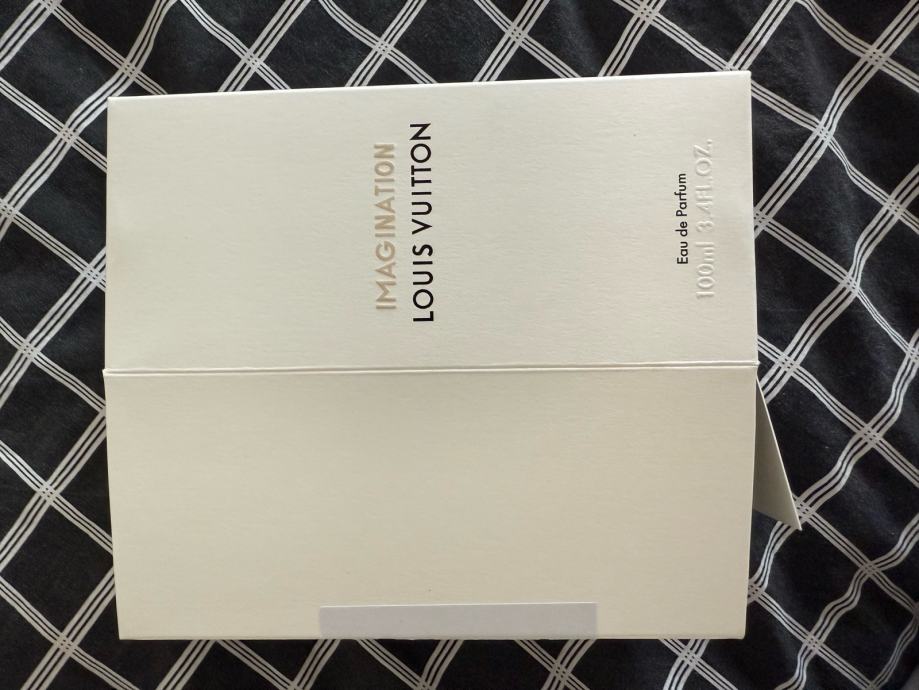 IMAGINATION
LOUIS VUITTON
Eau de Parfum
100ml 3.4FL.OZ.